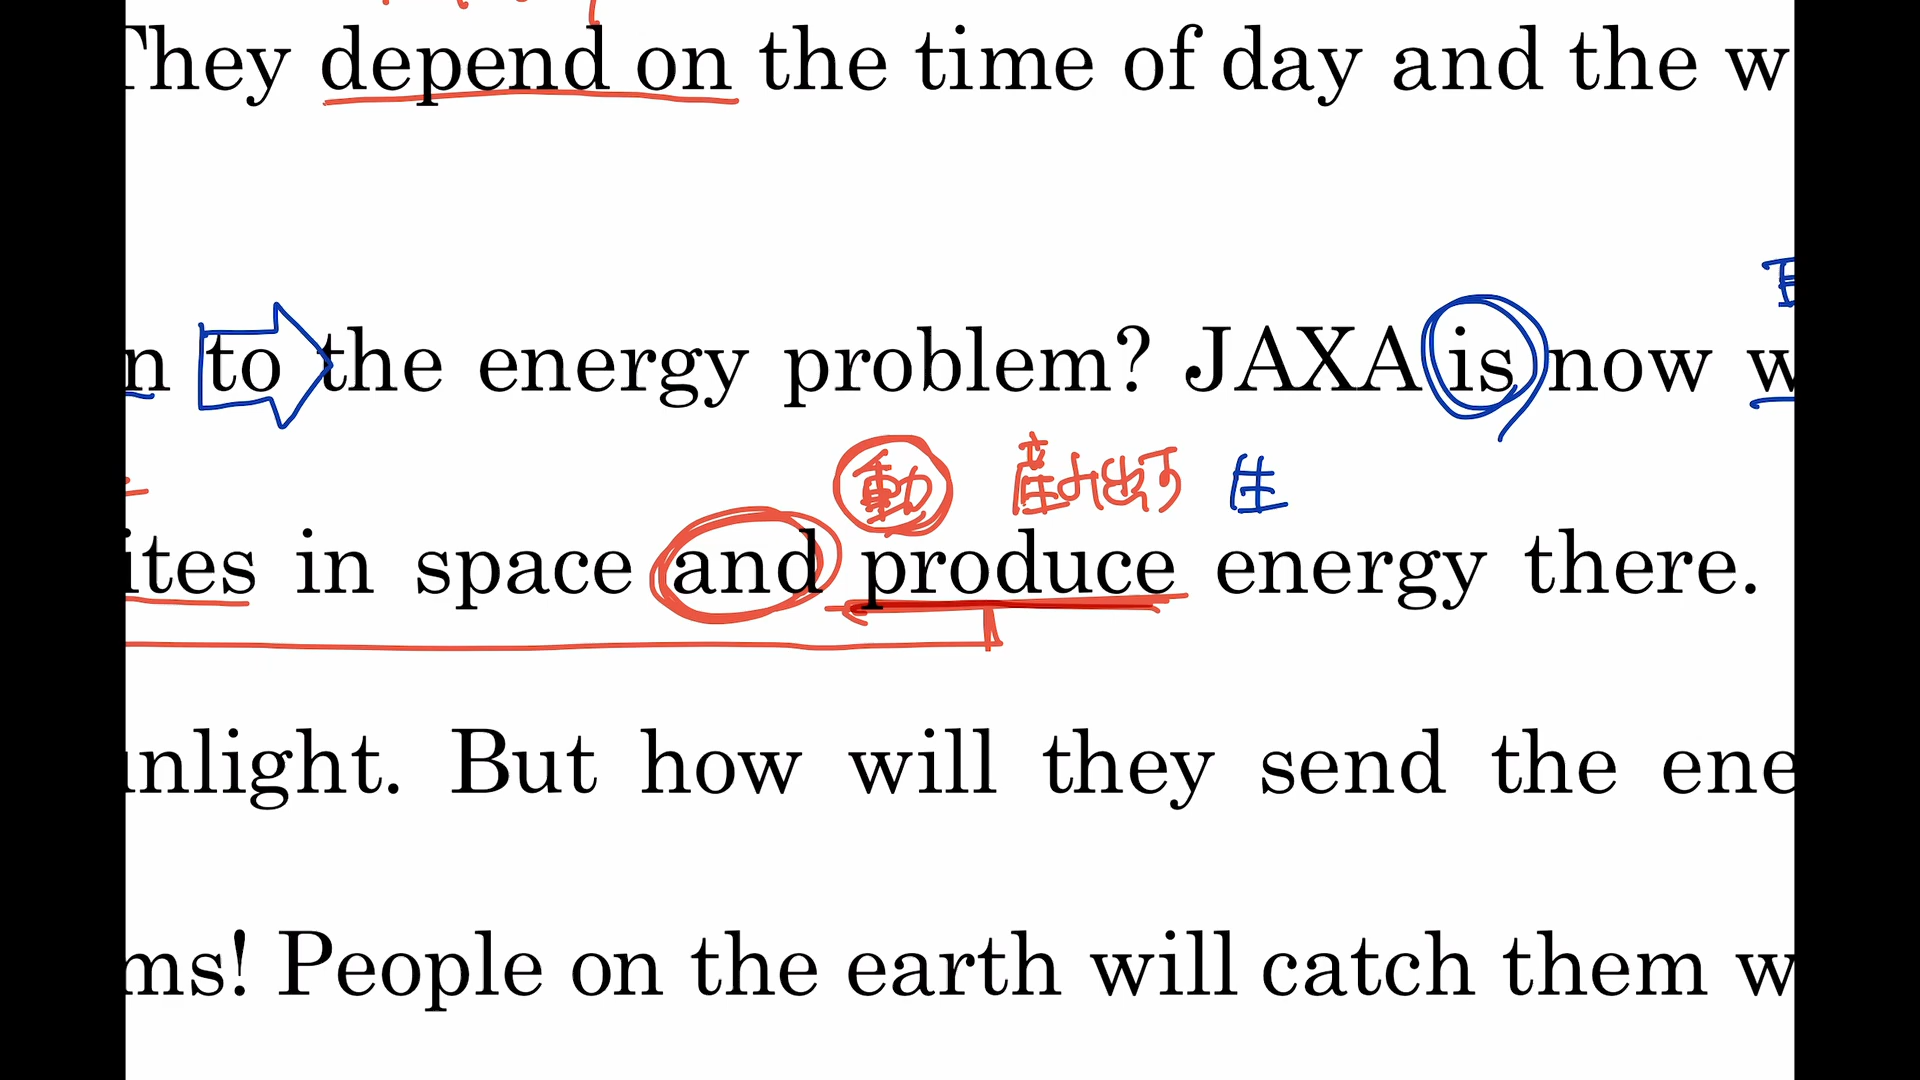 They depend on the time of day and the w
n to the energy problem? JAXA is now w
動 産み出す 生
ites in space and produce energy there.
unlight. But how will they send the ene
ms! People on the earth will catch them w